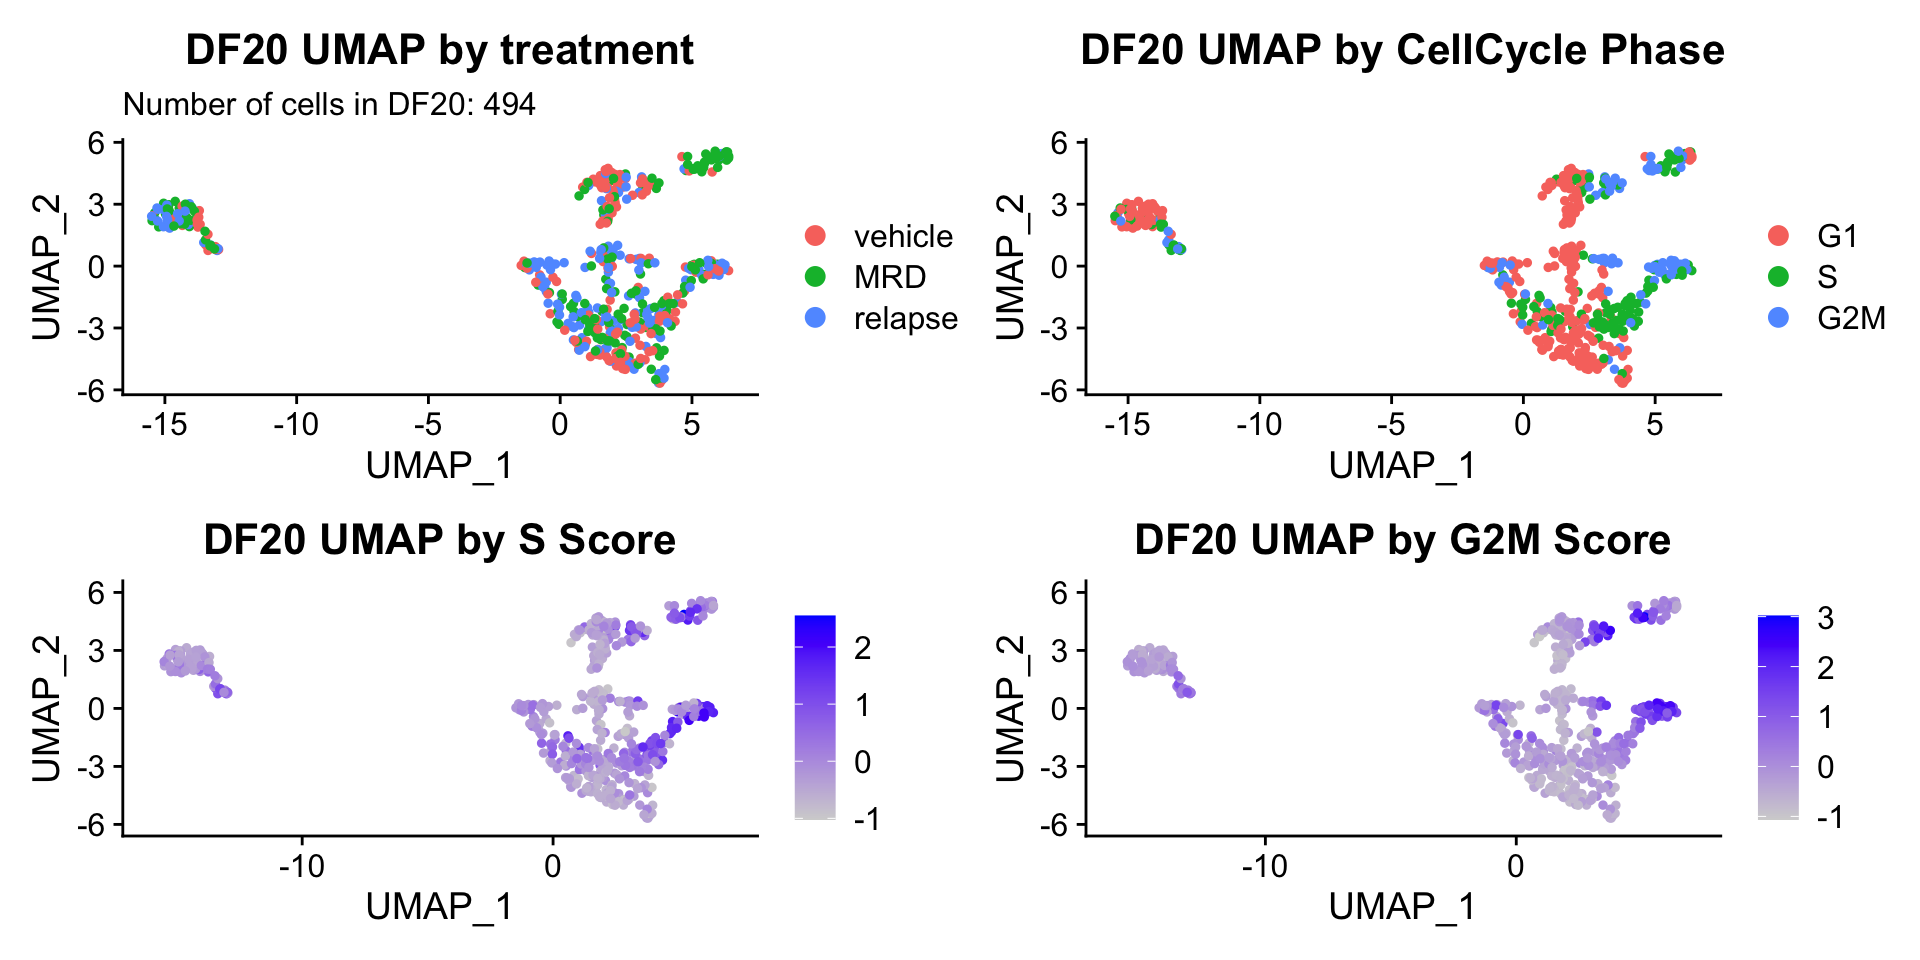 DF20 UMAP by treatment
Number of cells in DF20: 494
6
3
0
-3
-6
UMAP_2
-15 -10 -5 0 5
UMAP_1
vehicle
MRD
relapse
DF20 UMAP by CellCycle Phase
6
3
0
-3
-6
UMAP_2
-15 -10 -5 0 5
UMAP_1
G1
S
G2M
DF20 UMAP by S Score
6
3
0
-3
-6
UMAP_2
-10 0
UMAP_1
2
1
0
-1
DF20 UMAP by G2M Score
6
3
0
-3
-6
UMAP_2
-10 0
UMAP_1
3
2
1
0
-1